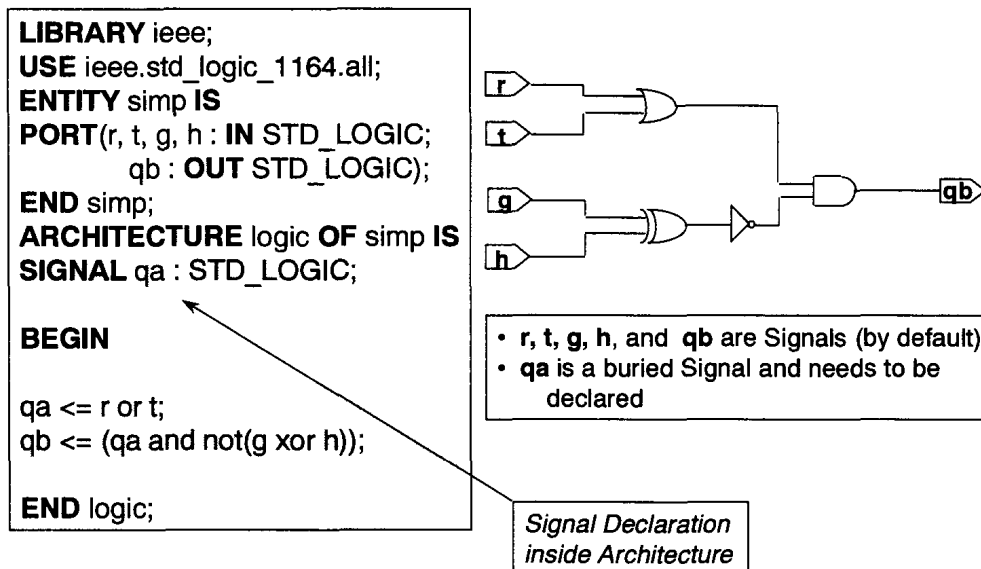 LIBRARY ieee;
USE ieee.std_logic_1164.all;
ENTITY simp IS
PORT(r, t, g, h : IN STD_LOGIC;
qb : OUT STD_LOGIC);
END simp;
ARCHITECTURE logic OF simp IS
SIGNAL qa : STD_LOGIC;
BEGIN
qa <= r or t;
qb <= (qa and not(g xor h));
END logic;
r
t
g
h
qb
• r, t, g, h, and qb are Signals (by default)
• qa is a buried Signal and needs to be
declared
Signal Declaration
inside Architecture